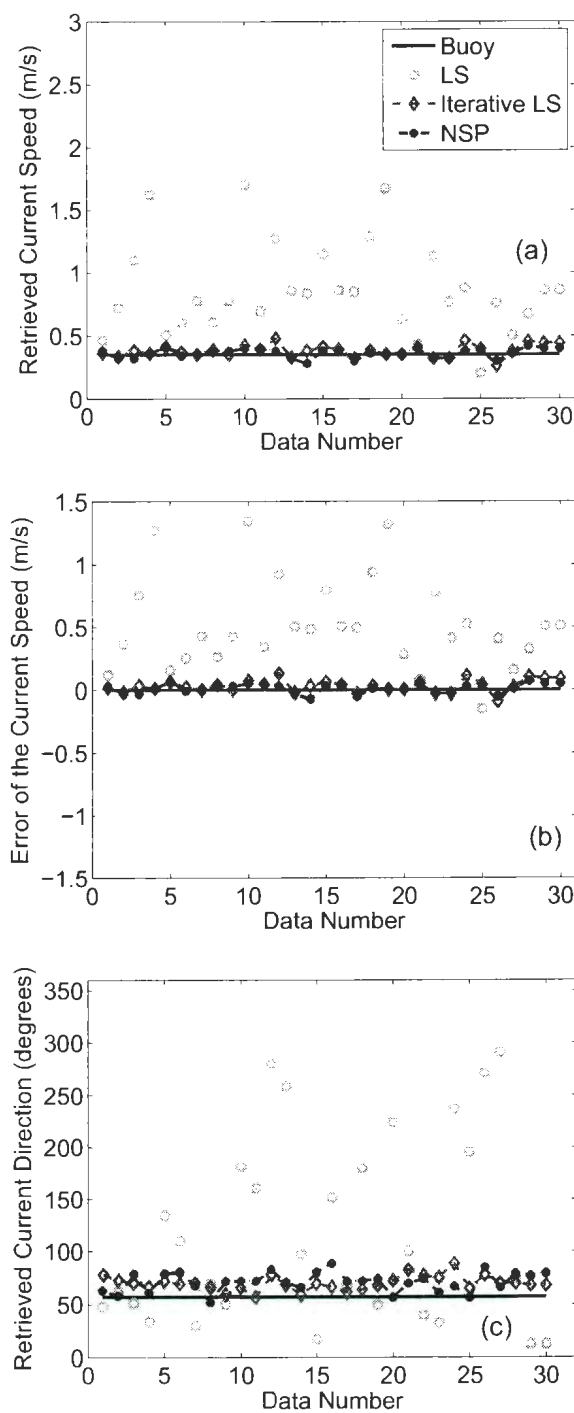 3
2.5
2
1.5
1
0.5
0
Retrieved Current Speed (m/s)
Buoy
LS
Iterative LS
NSP
(a)
0 5 10 15 20 25 30
Data Number
1.5
1
0.5
0
−0.5
−1
−1.5
Error of the Current Speed (m/s)
(b)
0 5 10 15 20 25 30
Data Number
350
300
250
200
150
100
50
0
Retrieved Current Direction (degrees)
(c)
0 5 10 15 20 25 30
Data Number